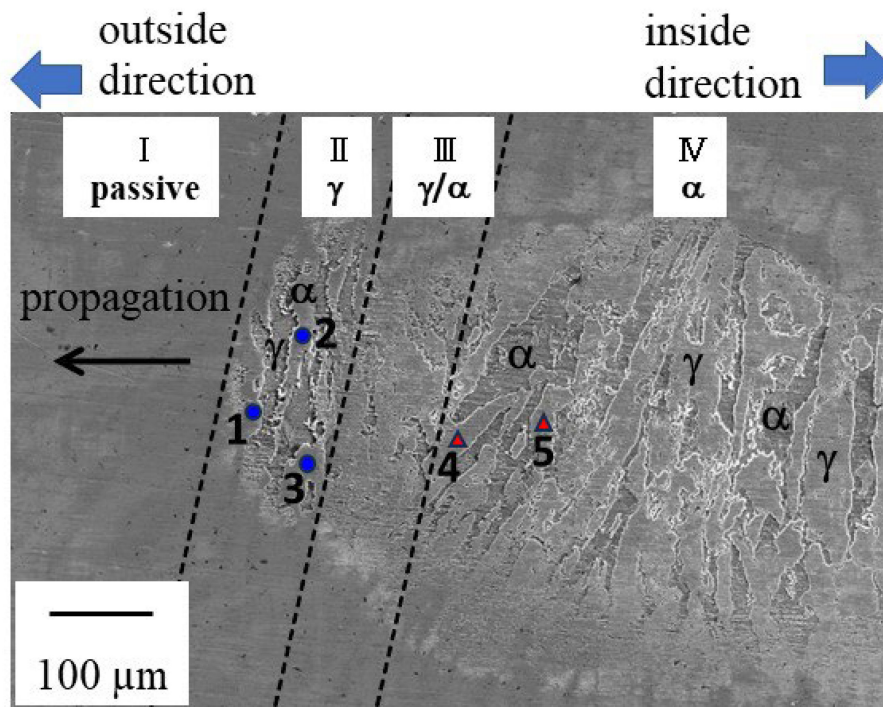 outside
direction
inside
direction
Ⅰ
passive
Ⅱ
γ
Ⅲ
γ/α
Ⅳ
α
propagation
α
2
γ
1
3
α
4
5
γ
α
γ
100 µm